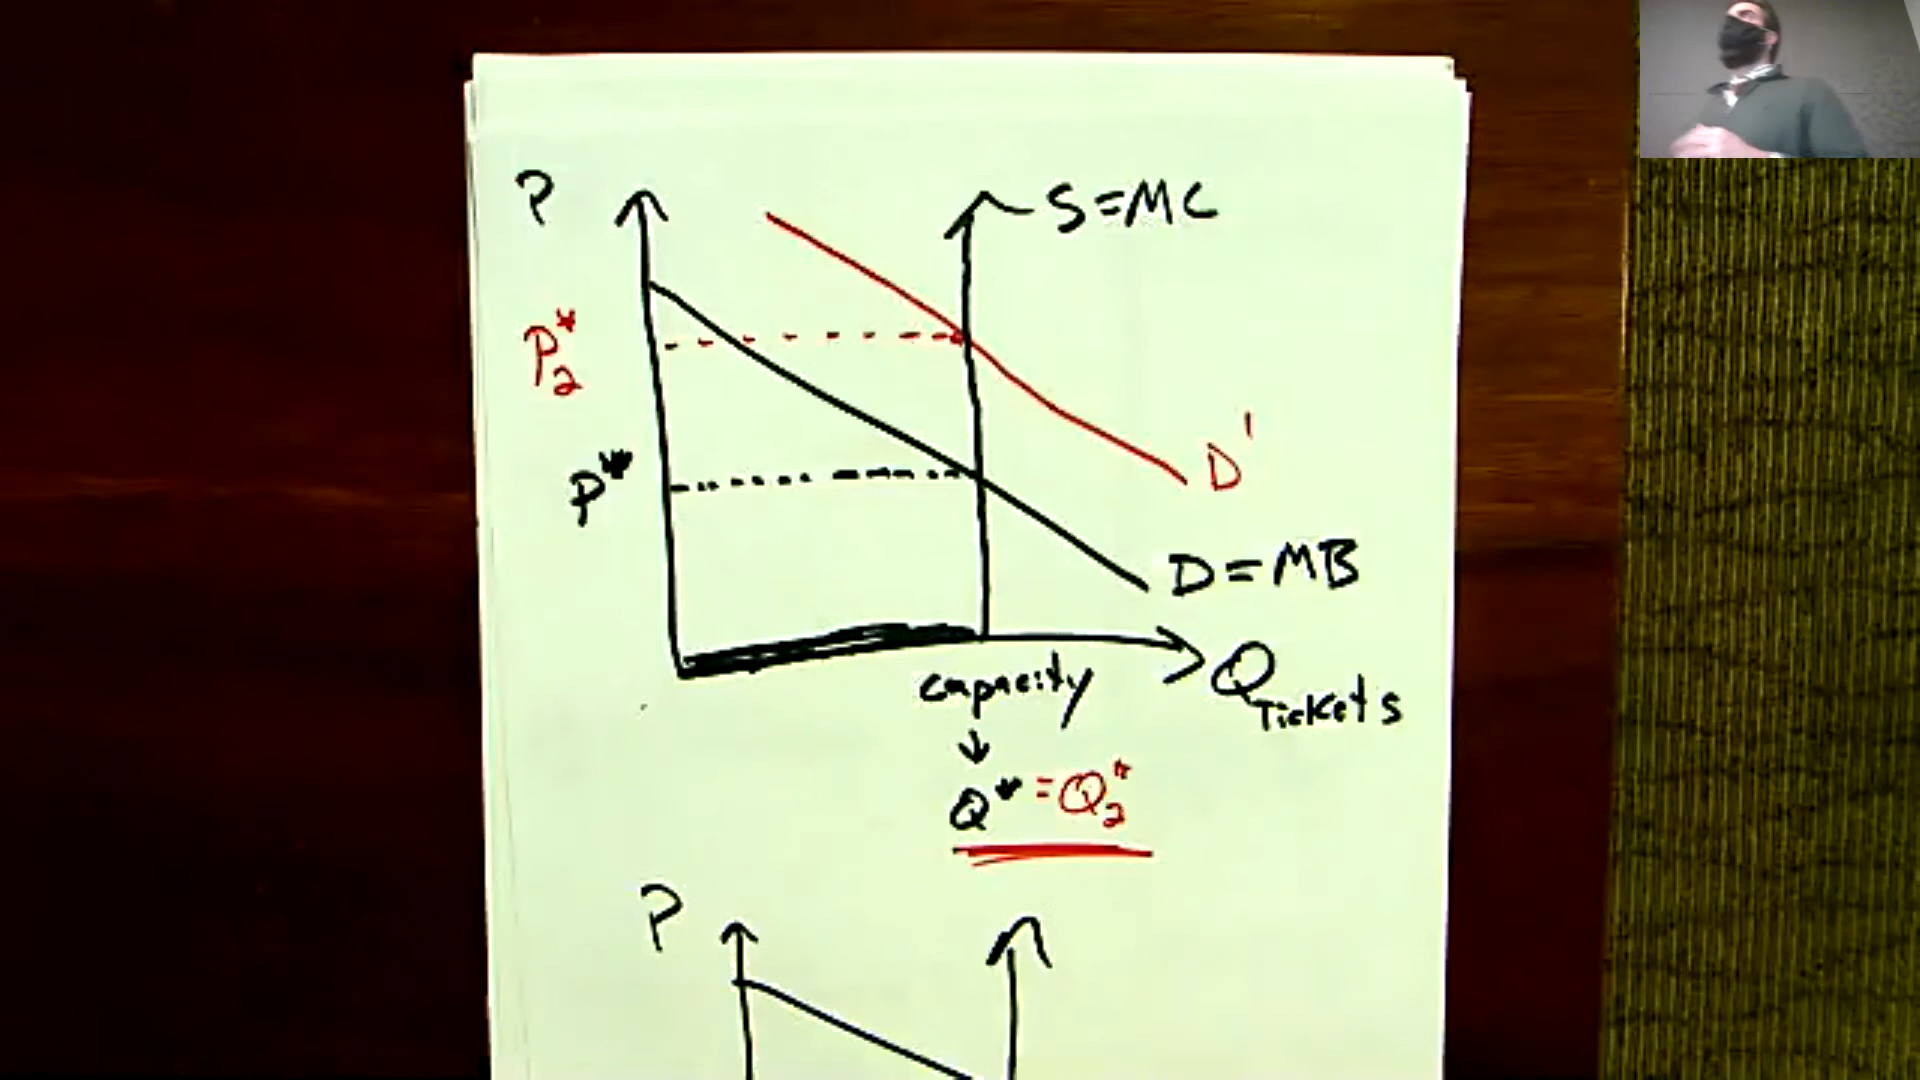 P
S=MC
P₂*
P*
D'
D=MB
capacity
Q Tickets
↓
Q* = Q₂*
P